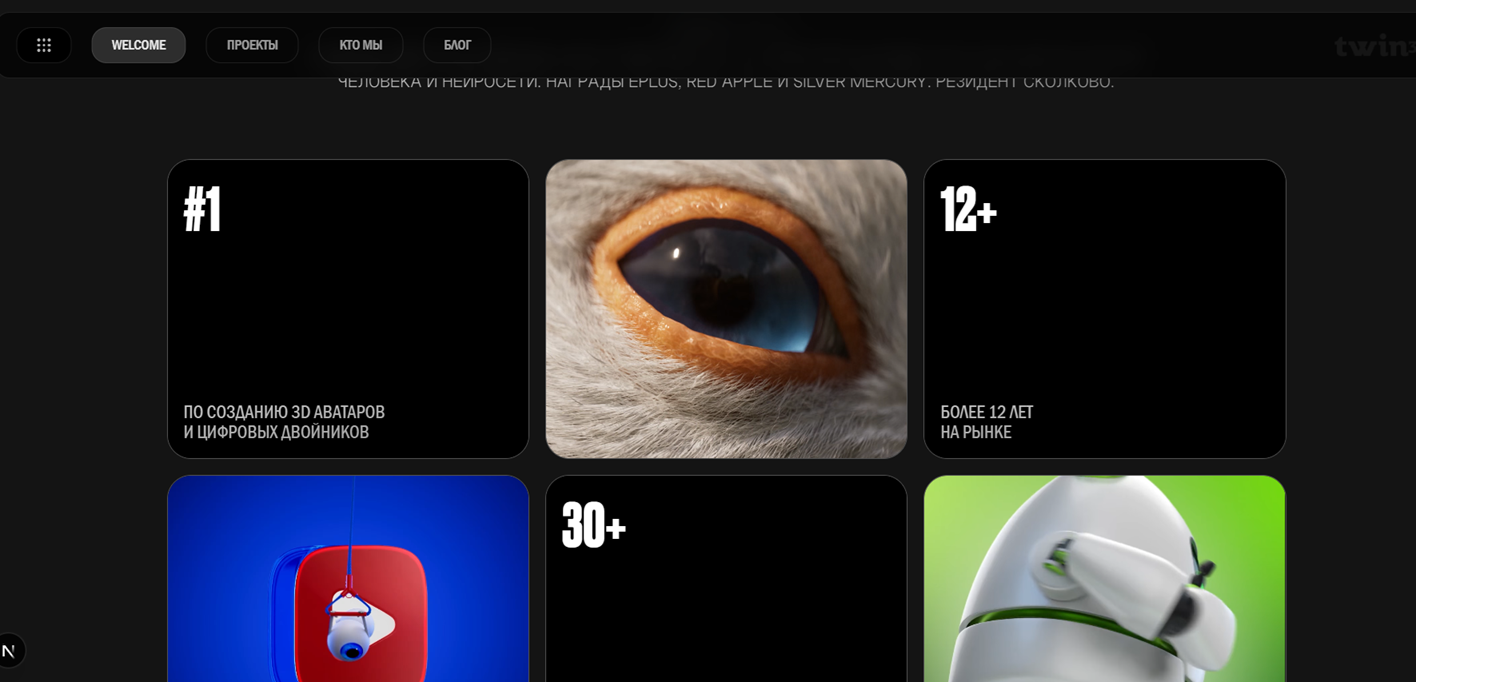 WELCOME
ПРОЕКТЫ
КТО МЫ
БЛОГ
twin3
ЧЕЛОВЕКА И НЕЙРОСЕТИ. НАГРАДЫ EPLUS, RED APPLE И SILVER MERCURY. РЕЗИДЕНТ СКОЛКОВО.
#1
12+
ПО СОЗДАНИЮ 3D АВАТАРОВ
И ЦИФРОВЫХ ДВОЙНИКОВ
БОЛЕЕ 12 ЛЕТ
НА РЫНКЕ
30+
N